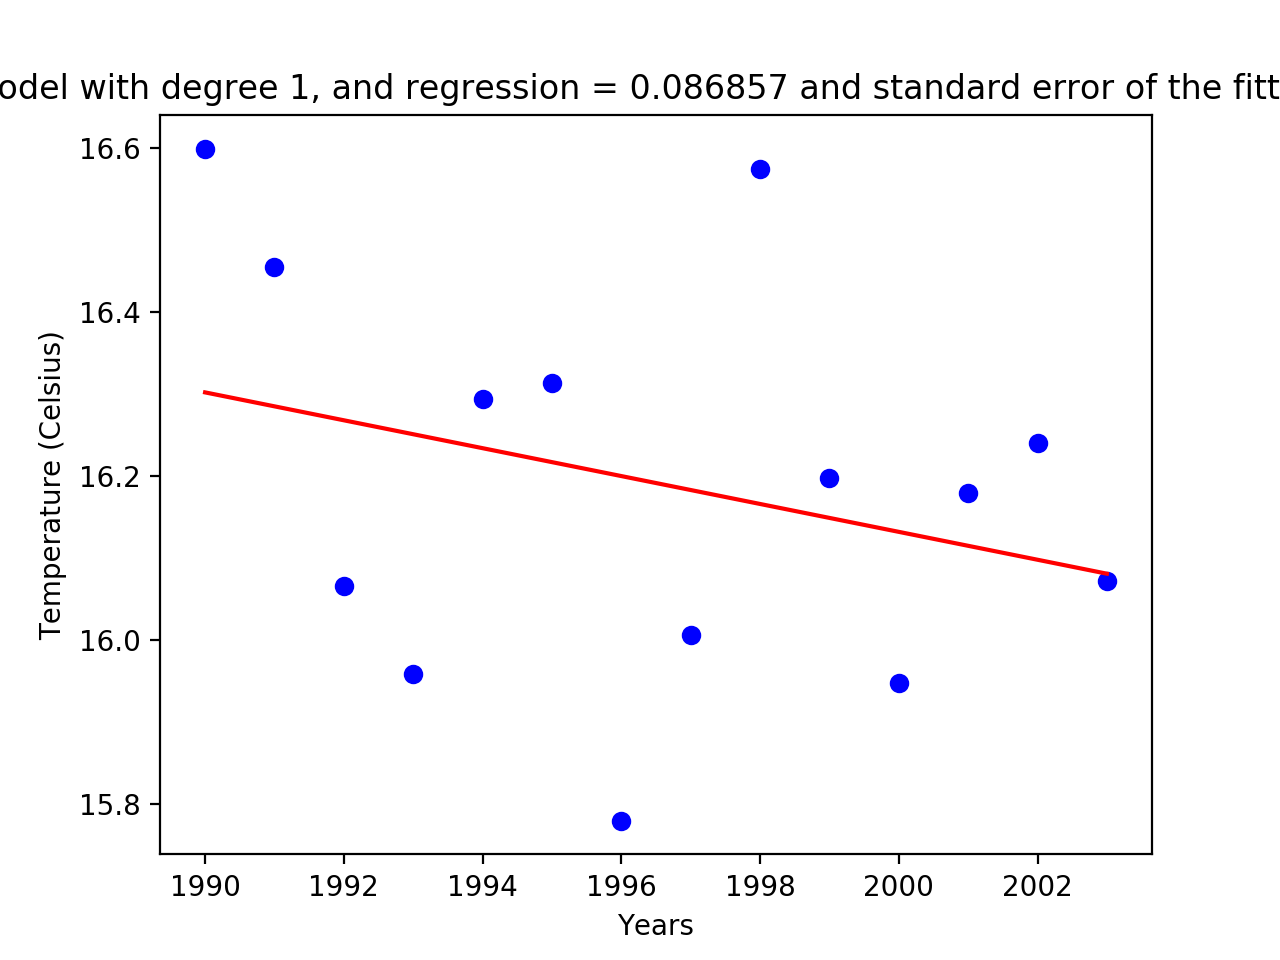 odel with degree 1, and regression = 0.086857 and standard error of the fitt
16.6
16.4
16.2
16.0
15.8
Temperature (Celsius)
1990 1992 1994 1996 1998 2000 2002
Years